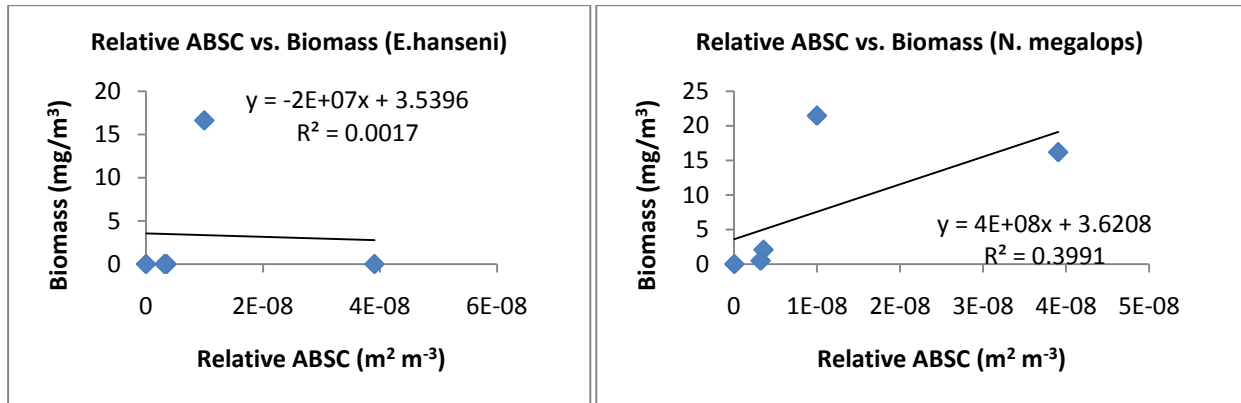 Relative ABSC vs. Biomass (E.hanseni)
y = -2E+07x + 3.5396
R² = 0.0017
Biomass (mg/m³)
20
15
10
5
0
0
2E-08
4E-08
6E-08
Relative ABSC (m² m⁻³)
Relative ABSC vs. Biomass (N. megalops)
Biomass (mg/m³)
25
20
15
10
5
0
y = 4E+08x + 3.6208
R² = 0.3991
0
1E-08
2E-08
3E-08
4E-08
5E-08
Relative ABSC (m² m⁻³)